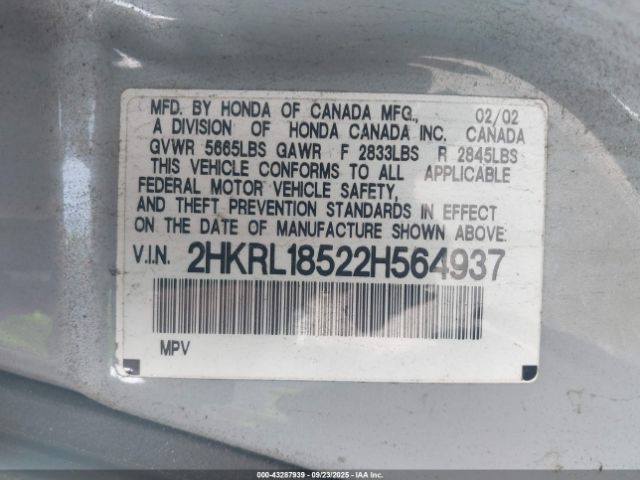 MFD. BY HONDA OF CANADA MFG., 02/02
A DIVISION OF HONDA CANADA INC. CANADA
GVWR 5665LBS GAWR F 2833LBS R 2845LBS
THIS VEHICLE CONFORMS TO ALL APPLICABLE
FEDERAL MOTOR VEHICLE SAFETY,
AND THEFT PREVENTION STANDARDS IN EFFECT
ON THE DATE OF MANUFACTURE SHOWN ABOVE.
V.I.N. 2HKRL18522H564937
MPV
000-43287939 - 09/23/2025 - IAAI.COM